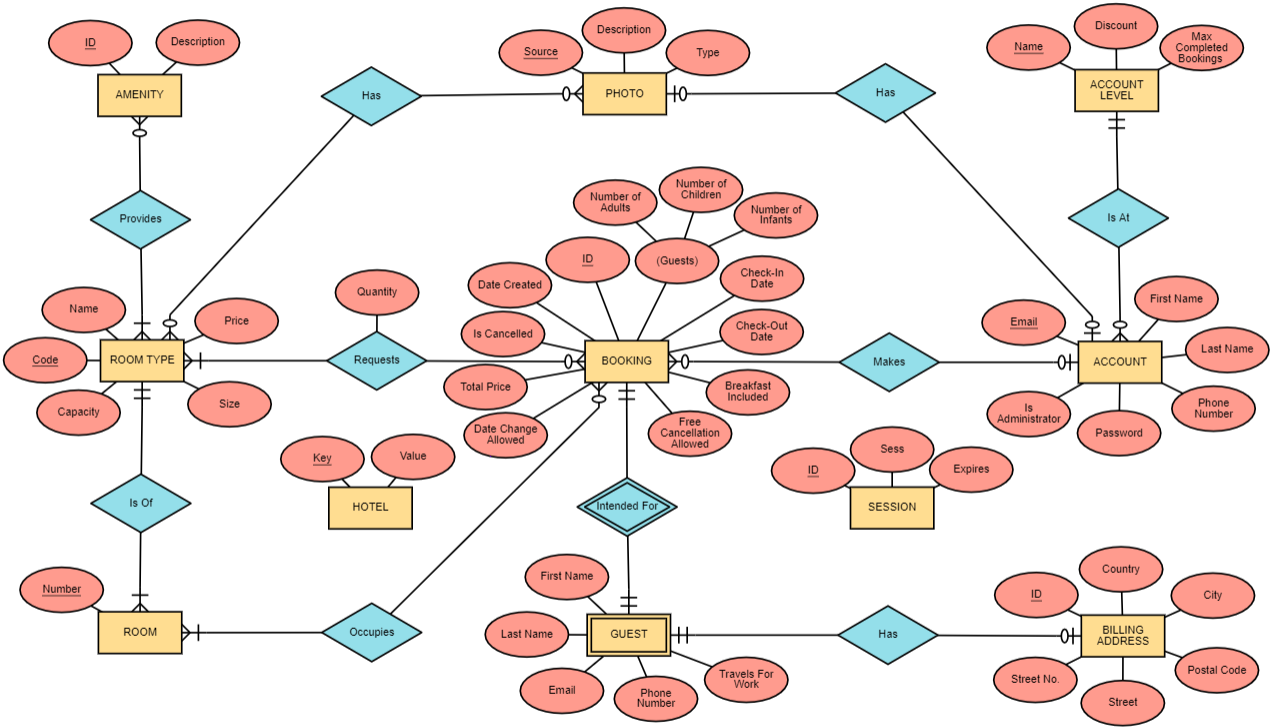 ID
Description
AMENITY
Source
Description
Type
PHOTO
Name
Discount
Max
Completed
Bookings
ACCOUNT
LEVEL
Has
Has
Provides
Is At
Number of
Adults
Number of
Children
Number of
Infants
ID
(Guests)
Check-In
Date
Date Created
Is Cancelled
Check-Out
Date
Total Price
BOOKING
Breakfast
Included
Date Change
Allowed
Free
Cancellation
Allowed
Name
Price
Code
ROOM TYPE
Capacity
Size
Quantity
Requests
Makes
Email
First Name
Last Name
ACCOUNT
Is
Administrator
Password
Phone
Number
Key
Value
HOTEL
ID
Sess
Expires
SESSION
Is Of
Intended For
Number
ROOM
Occupies
First Name
Last Name
GUEST
Email
Phone
Number
Travels For
Work
Has
ID
Country
City
BILLING
ADDRESS
Street No.
Street
Postal Code